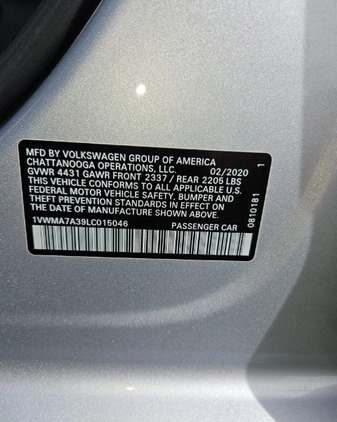 MFD BY VOLKSWAGEN GROUP OF AMERICA
CHATTANOOGA OPERATIONS, LLC. 02/2020 1
GVWR 4431 GAWR FRONT 2337 / REAR 2205 LBS
THIS VEHICLE CONFORMS TO ALL APPLICABLE
FEDERAL MOTOR VEHICLE SAFETY, BUMPER AND
THEFT PREVENTION STANDARDS IN EFFECT ON
THE DATE OF MANUFACTURE SHOWN ABOVE.
1VWMA7A39LC015046 PASSENGER CAR
0810181